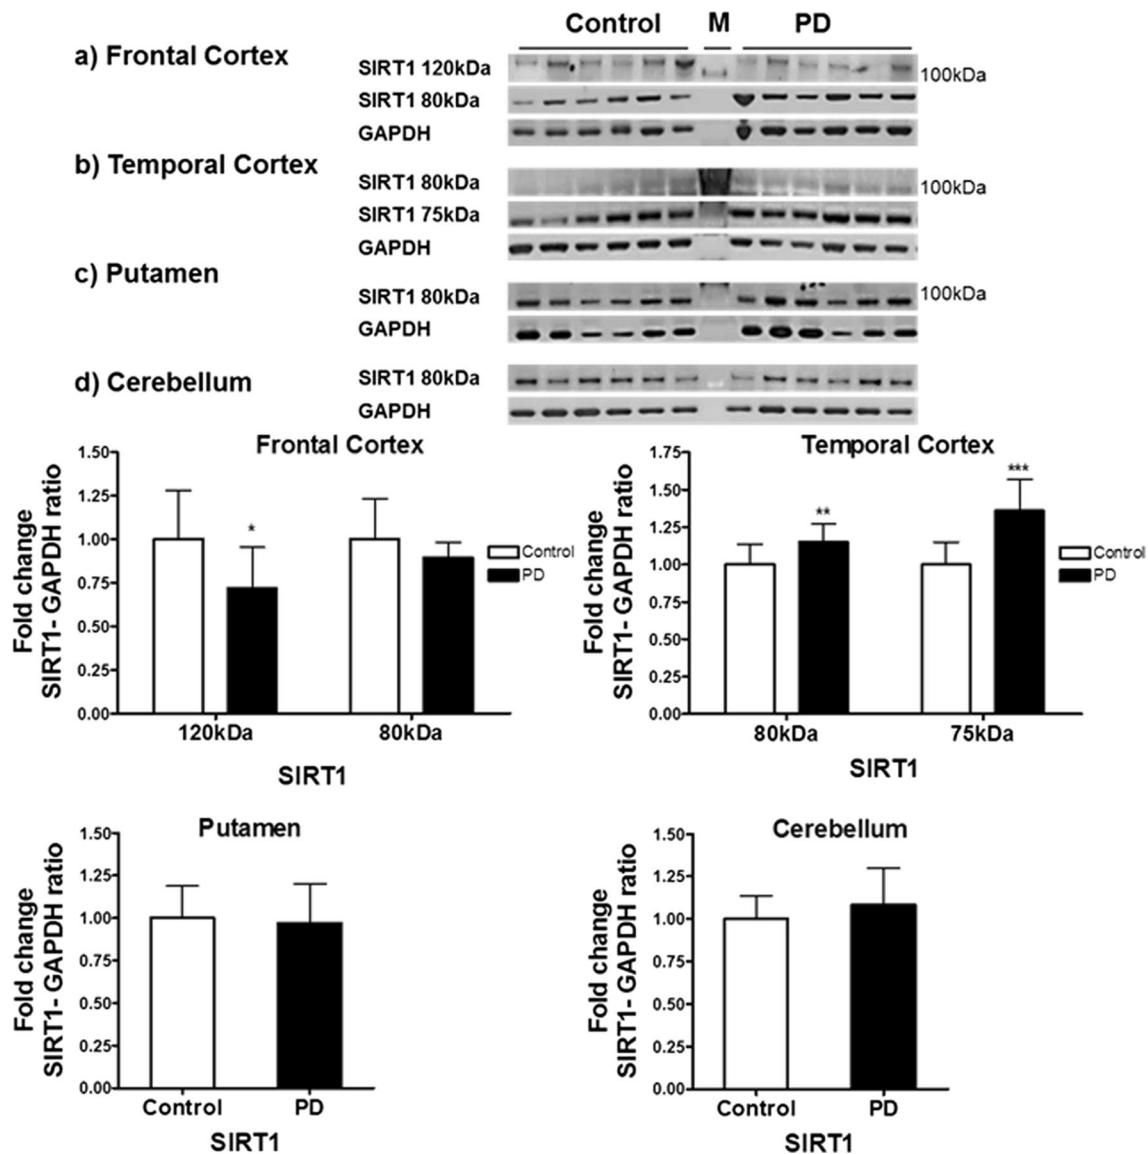 Control M PD
a) Frontal Cortex
SIRT1 120kDa
100kDa
SIRT1 80kDa
GAPDH
b) Temporal Cortex
SIRT1 80kDa
100kDa
SIRT1 75kDa
GAPDH
c) Putamen
SIRT1 80kDa
100kDa
GAPDH
d) Cerebellum
SIRT1 80kDa
GAPDH
Frontal Cortex
Fold change
SIRT1- GAPDH ratio
1.50
1.25
1.00
0.75
0.50
0.25
0.00
*
Control
PD
120kDa 80kDa
SIRT1
Temporal Cortex
Fold change
SIRT1- GAPDH ratio
1.75
1.50
1.25
1.00
0.75
0.50
0.25
0.00
**
***
Control
PD
80kDa 75kDa
SIRT1
Putamen
Fold change
SIRT1- GAPDH ratio
1.50
1.25
1.00
0.75
0.50
0.25
0.00
Control PD
SIRT1
Cerebellum
Fold change
SIRT1- GAPDH ratio
1.50
1.25
1.00
0.75
0.50
0.25
0.00
Control PD
SIRT1